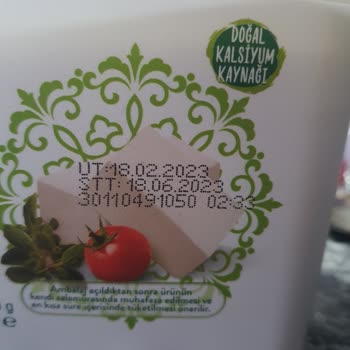 DOĞAL
KALSİYUM
KAYNAĞI
UT:18.02.2023
STT: 18.06.2023
30110491050 02:33
Ambalaj açıldıktan sonra ürünün
kendi salamurasında muhafaza edilmesi ve
en kısa süre içerisinde tüketilmesi önerilir.
g
e